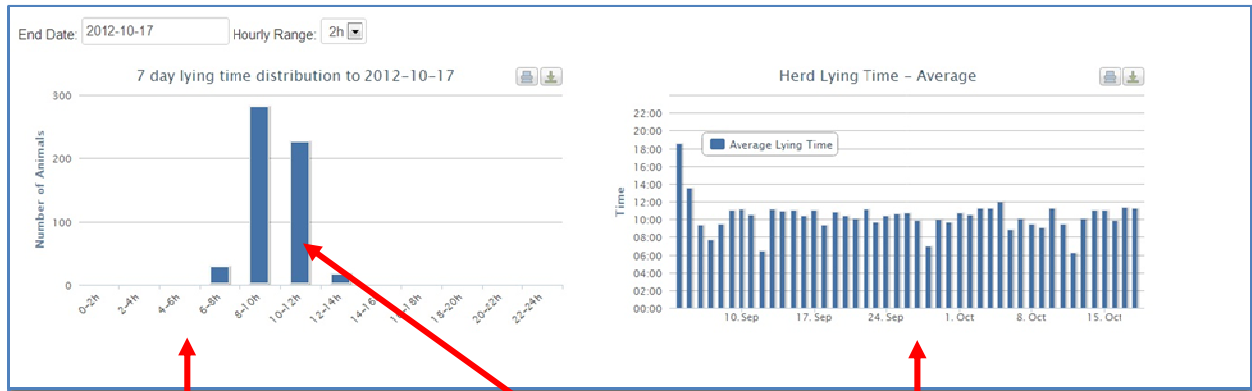 End Date: 2012-10-17 Hourly Range: 2h
7 day lying time distribution to 2012-10-17
Number of Animals
300
200
100
0
0-2h 2-4h 4-6h 6-8h 8-10h 10-12h 12-14h 14-16h 16-18h 18-20h 20-22h 22-24h
Herd Lying Time - Average
Average Lying Time
Time
22:00
20:00
18:00
16:00
14:00
12:00
10:00
08:00
06:00
04:00
02:00
00:00
10. Sep 17. Sep 24. Sep 1. Oct 8. Oct 15. Oct